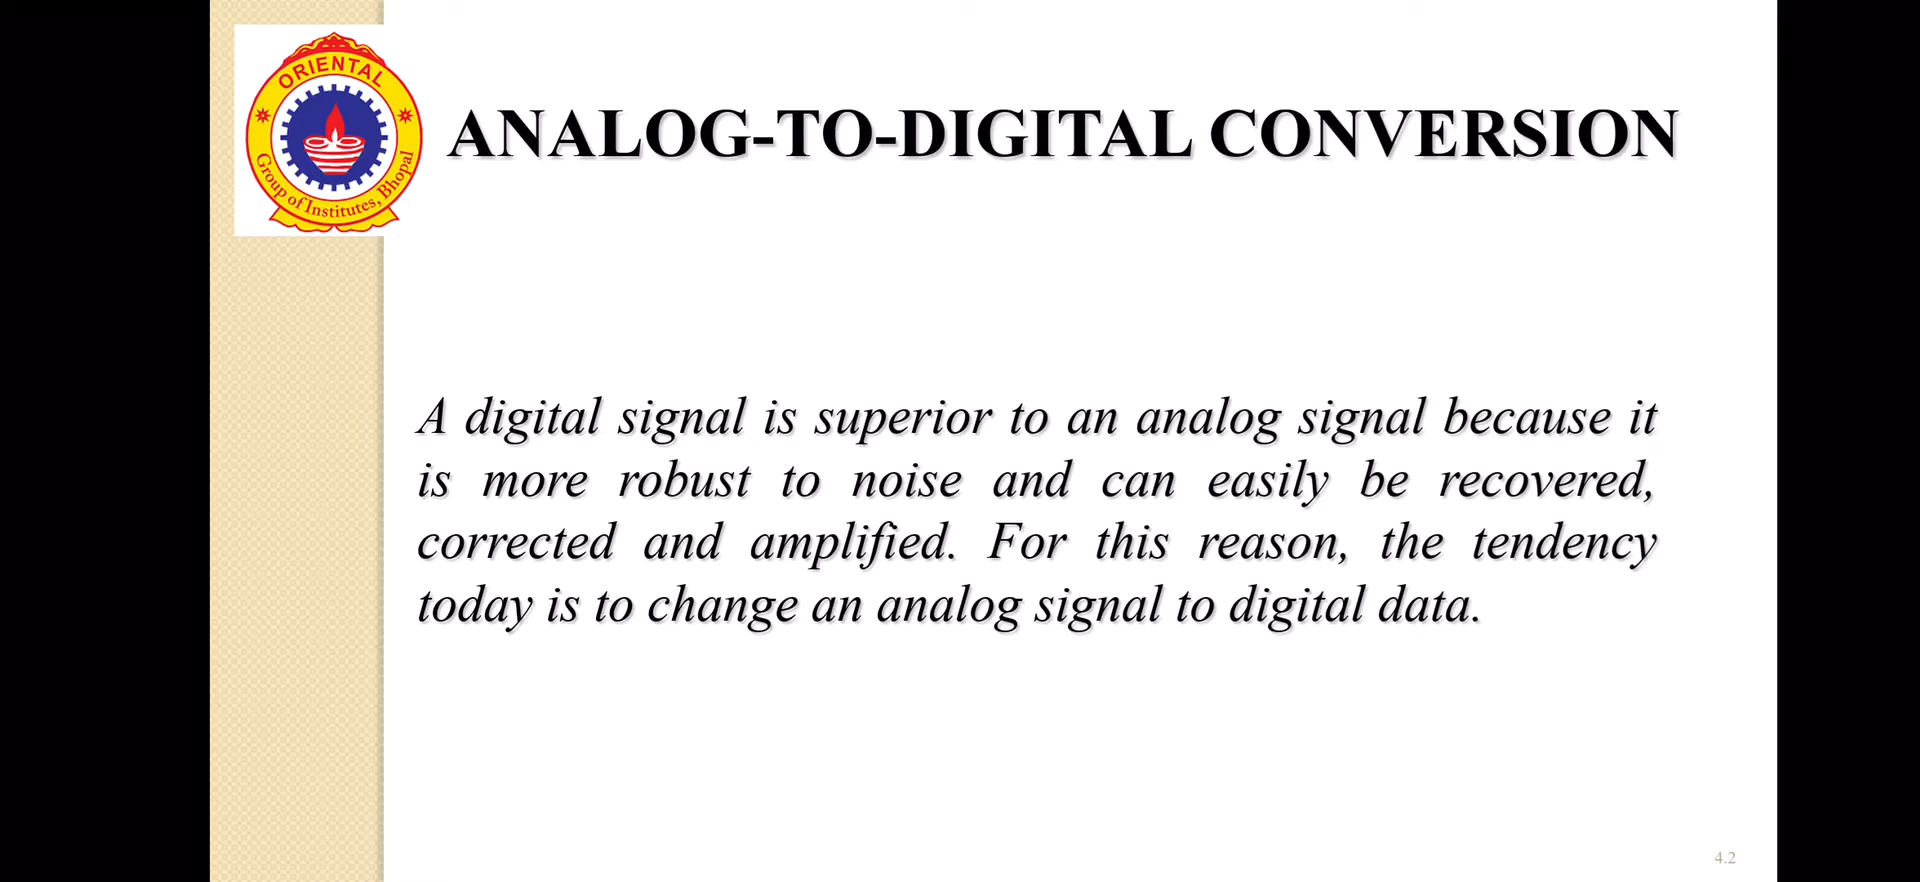 ORIENTAL
Group of Institutes, Bhopal
ANALOG-TO-DIGITAL CONVERSION
A digital signal is superior to an analog signal because it
is more robust to noise and can easily be recovered,
corrected and amplified. For this reason, the tendency
today is to change an analog signal to digital data.
4.2